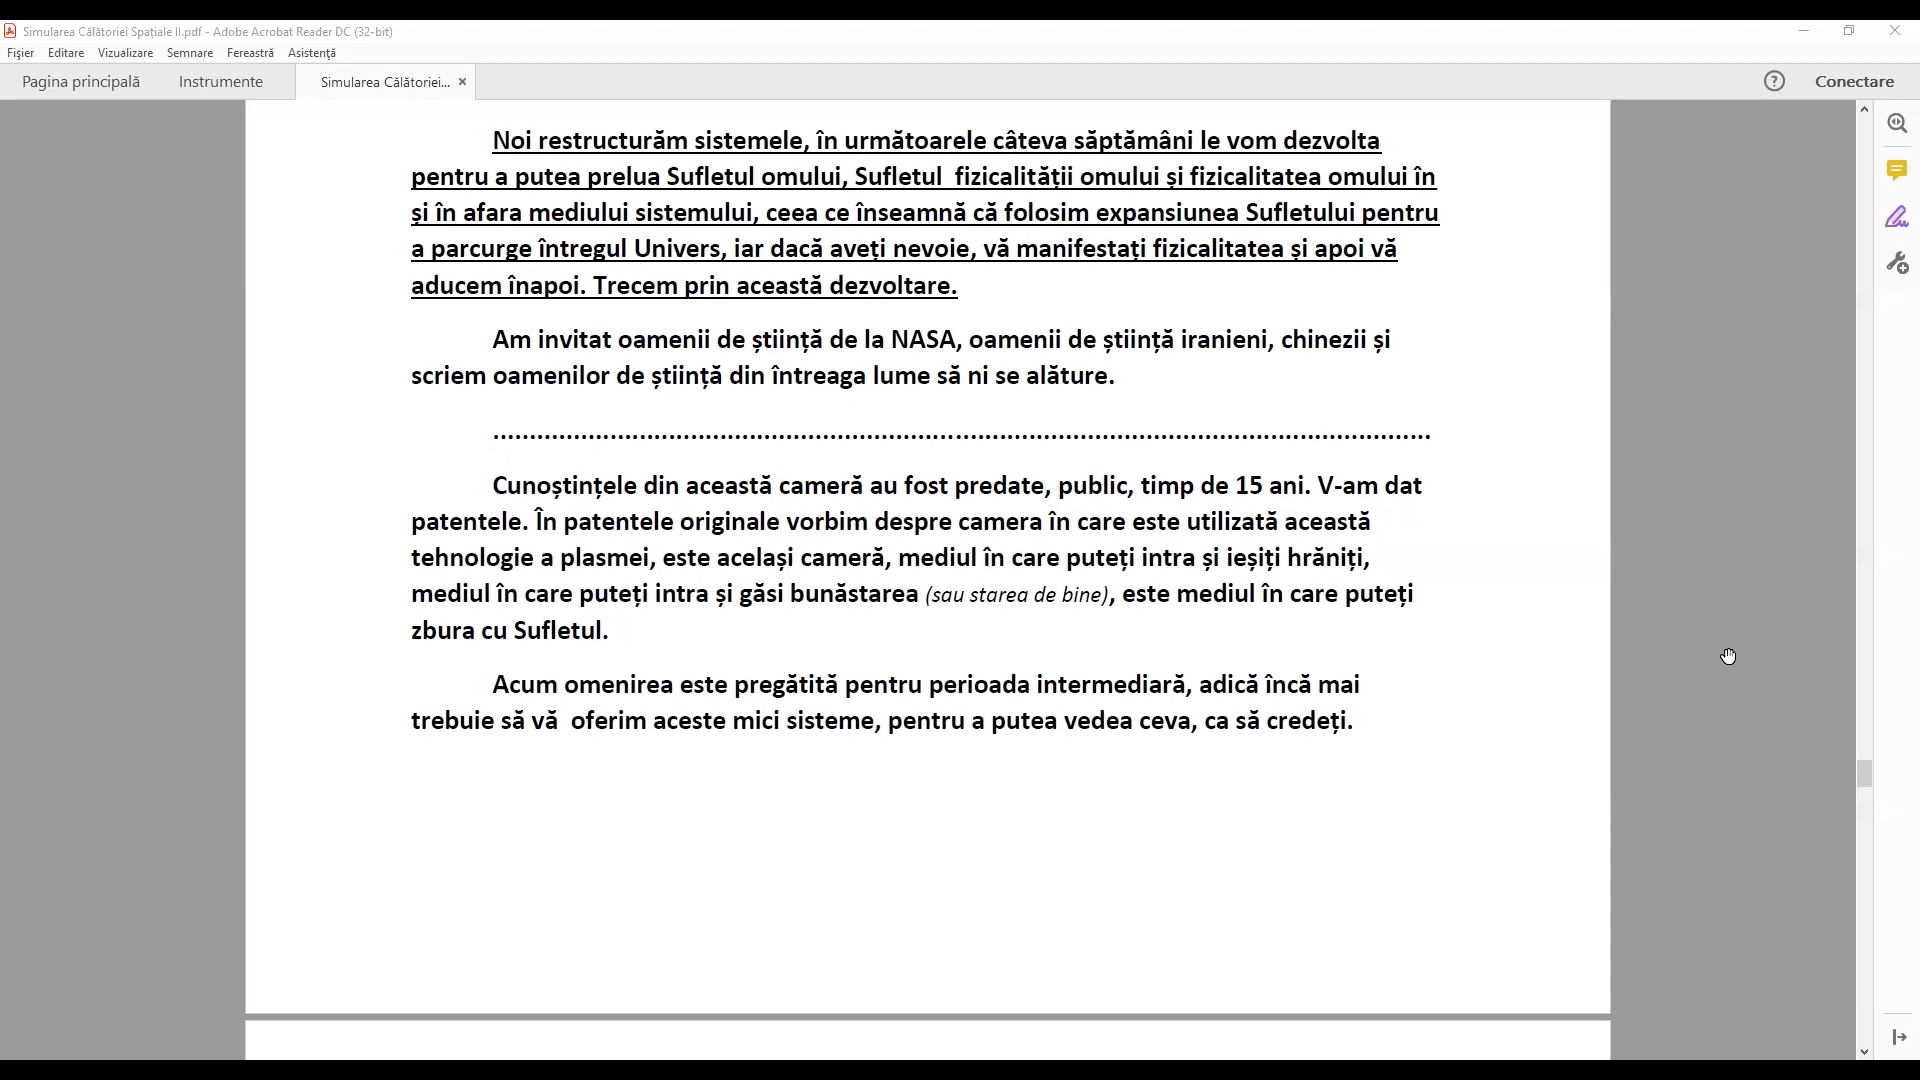 Simularea Călătoriei Spațiale II.pdf - Adobe Acrobat Reader DC (32-bit)
Fișier Editare Vizualizare Semnare Fereastră Asistență
Pagina principală Instrumente Simularea Călătoriei... × ? Conectare
Noi restructurăm sistemele, în următoarele câteva săptămâni le vom dezvolta
pentru a putea prelua Sufletul omului, Sufletul fizicalității omului și fizicalitatea omului în
și în afara mediului sistemului, ceea ce înseamnă că folosim expansiunea Sufletului pentru
a parcurge întregul Univers, iar dacă aveți nevoie, vă manifestați fizicalitatea și apoi vă
aducem înapoi. Trecem prin această dezvoltare.
Am invitat oamenii de știință de la NASA, oamenii de știință iranieni, chinezii și
scriem oamenilor de știință din întreaga lume să ni se alăture.
................................................................................................................................
Cunoștințele din această cameră au fost predate, public, timp de 15 ani. V-am dat
patentele. În patentele originale vorbim despre camera în care este utilizată această
tehnologie a plasmei, este același cameră, mediul în care puteți intra și ieșiți hrăniți,
mediul în care puteți intra și găsi bunăstarea (sau starea de bine), este mediul în care puteți
zbura cu Sufletul.
Acum omenirea este pregătită pentru perioada intermediară, adică încă mai
trebuie să vă oferim aceste mici sisteme, pentru a putea vedea ceva, ca să credeți.